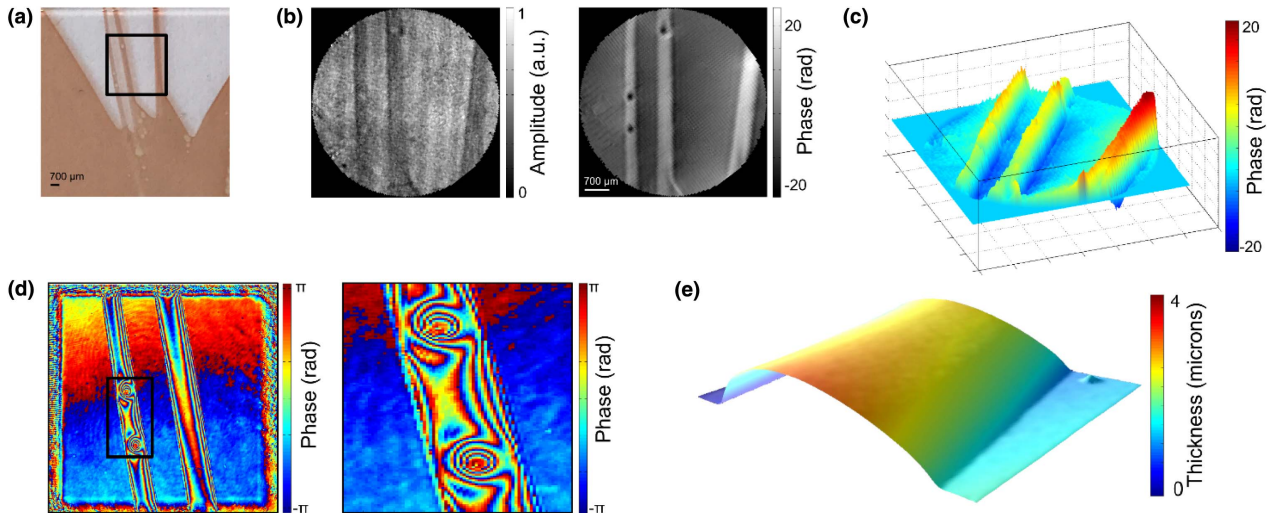 (a)
700 µm
(b)
1
Amplitude (a.u.)
0
700 µm
20
Phase (rad)
-20
(c)
20
Phase (rad)
-20
(d)
π
Phase (rad)
-π
π
Phase (rad)
-π
(e)
4
Thickness (microns)
0